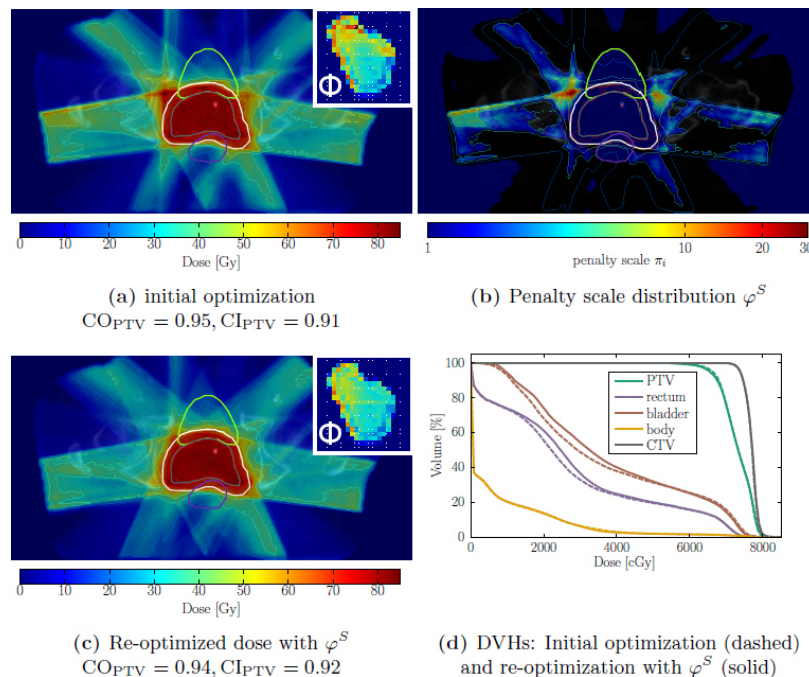 Φ
0 10 20 30 40 50 60 70 80
Dose [Gy]
(a) initial optimization
CO_PTV = 0.95, CI_PTV = 0.91
1 10 20 30
penalty scale π_i
(b) Penalty scale distribution φ^S
Φ
0 10 20 30 40 50 60 70 80
Dose [Gy]
(c) Re-optimized dose with φ^S
CO_PTV = 0.94, CI_PTV = 0.92
100
80
60
40
20
0
Volume [%]
PTV
rectum
bladder
body
CTV
0 2000 4000 6000 8000
Dose [cGy]
(d) DVHs: Initial optimization (dashed)
and re-optimization with φ^S (solid)